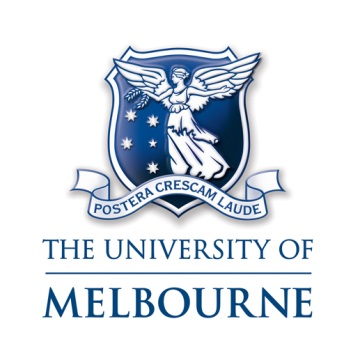 POSTERA CRESCAM LAUDE
THE UNIVERSITY OF
MELBOURNE